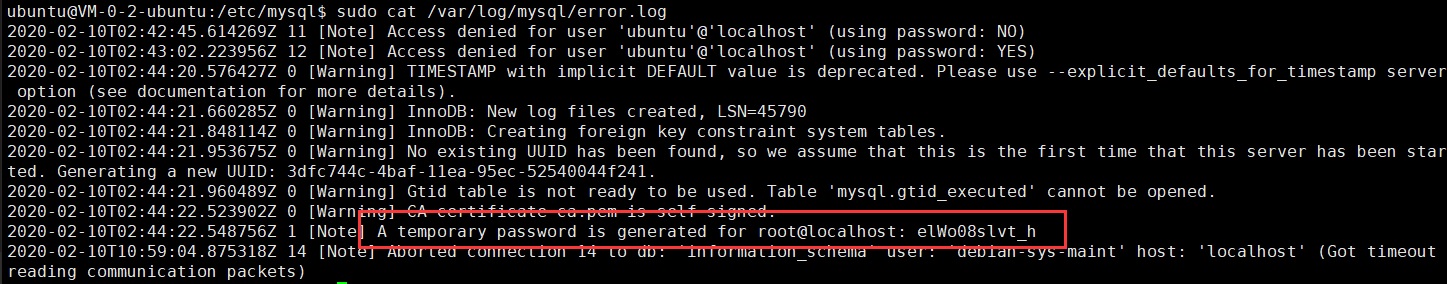 ubuntu@VM-0-2-ubuntu:/etc/mysql$ sudo cat /var/log/mysql/error.log
2020-02-10T02:42:45.614269Z 11 [Note] Access denied for user 'ubuntu'@'localhost' (using password: NO)
2020-02-10T02:43:02.223956Z 12 [Note] Access denied for user 'ubuntu'@'localhost' (using password: YES)
2020-02-10T02:44:20.576427Z 0 [Warning] TIMESTAMP with implicit DEFAULT value is deprecated. Please use --explicit_defaults_for_timestamp server
option (see documentation for more details).
2020-02-10T02:44:21.660285Z 0 [Warning] InnoDB: New log files created, LSN=45790
2020-02-10T02:44:21.848114Z 0 [Warning] InnoDB: Creating foreign key constraint system tables.
2020-02-10T02:44:21.953675Z 0 [Warning] No existing UUID has been found, so we assume that this is the first time that this server has been star
ted. Generating a new UUID: 3dfc744c-4baf-11ea-95ec-52540044f241.
2020-02-10T02:44:21.960489Z 0 [Warning] Gtid table is not ready to be used. Table 'mysql.gtid_executed' cannot be opened.
2020-02-10T02:44:22.523902Z 0 [Warning] CA certificate ca.pem is self signed.
2020-02-10T02:44:22.548756Z 1 [Note] A temporary password is generated for root@localhost: elWo08slvt_h
2020-02-10T10:59:04.875318Z 14 [Note] Aborted connection 14 to db: 'information_schema' user: 'debian-sys-maint' host: 'localhost' (Got timeout
reading communication packets)